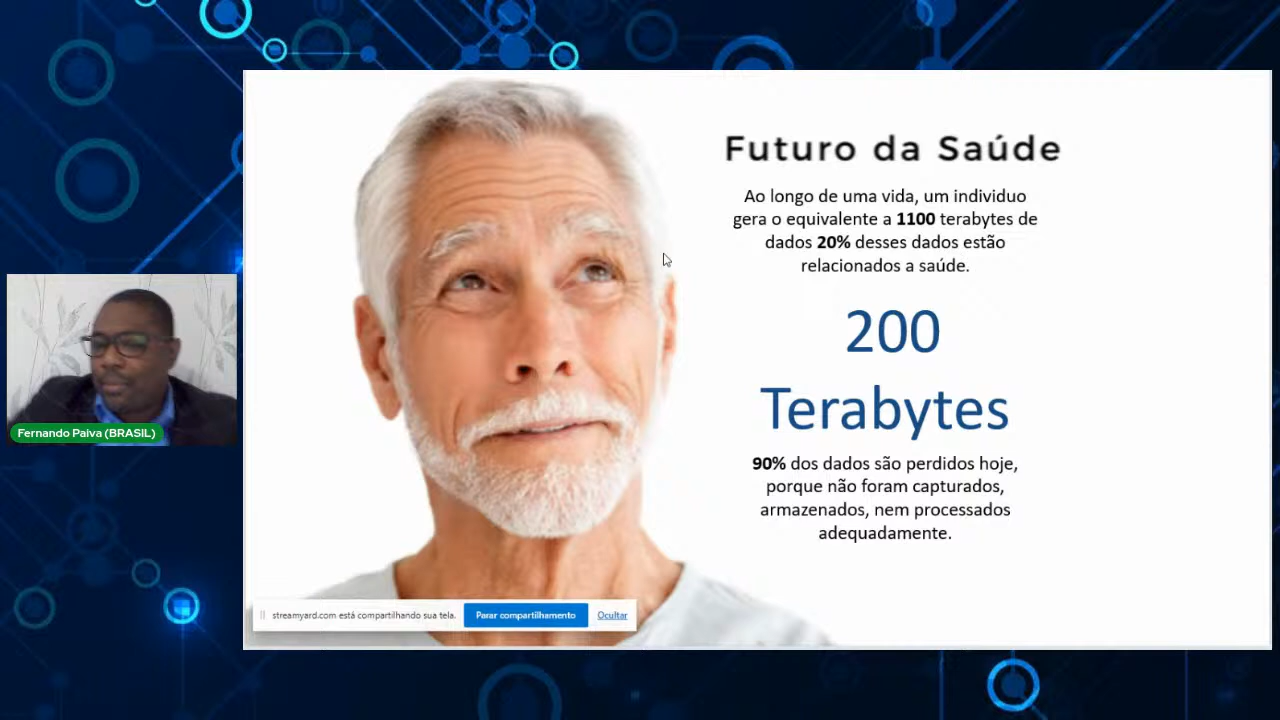 Futuro da Saúde
Ao longo de uma vida, um individuo
gera o equivalente a 1100 terabytes de
dados 20% desses dados estão
relacionados a saúde.
200
Terabytes
90% dos dados são perdidos hoje,
porque não foram capturados,
armazenados, nem processados
adequadamente.
Fernando Paiva (BRASIL)
streamyard.com está compartilhando sua tela.
Parar compartilhamento
Ocultar